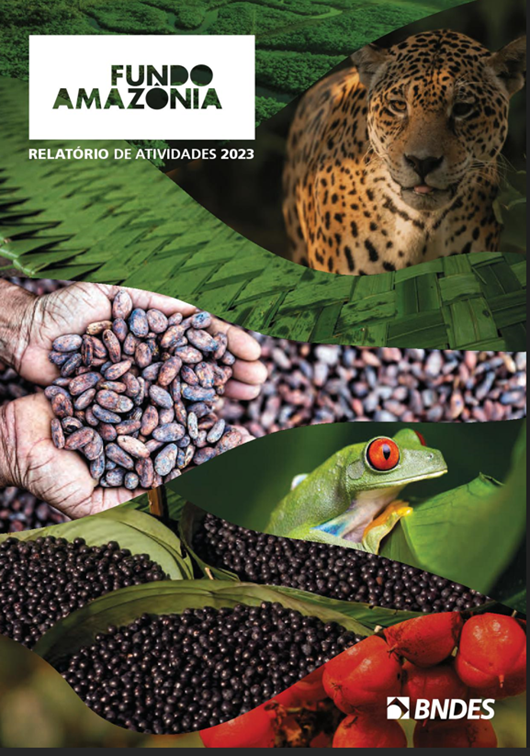 FUNDO
AMAZONIA
RELATÓRIO DE ATIVIDADES 2023
BNDES